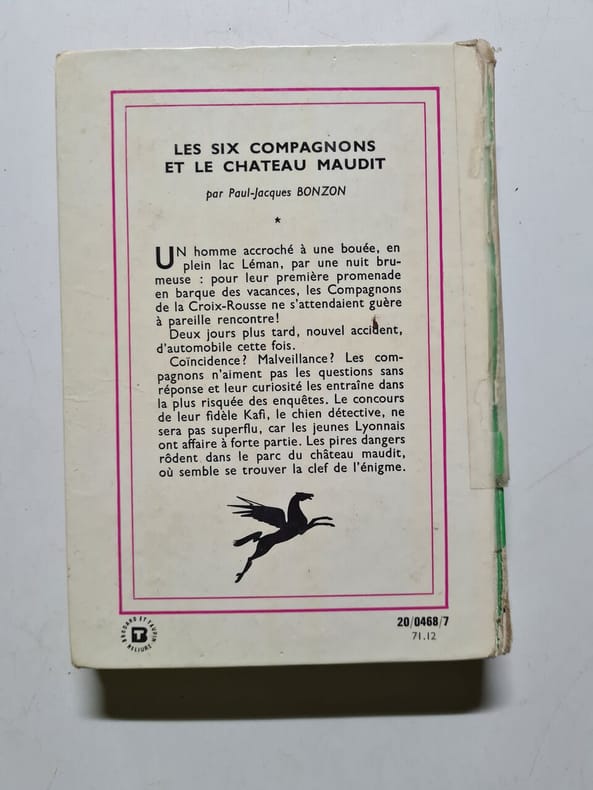 LES SIX COMPAGNONS
ET LE CHATEAU MAUDIT
par Paul-Jacques BONZON
*
UN homme accroché à une bouée, en
plein lac Léman, par une nuit bru-
meuse : pour leur première promenade
en barque des vacances, les Compagnons
de la Croix-Rousse ne s'attendaient guère
à pareille rencontre!
Deux jours plus tard, nouvel accident,
d'automobile cette fois.
Coïncidence? Malveillance? Les com-
pagnons n'aiment pas les questions sans
réponse et leur curiosité les entraîne dans
la plus risquée des enquêtes. Le concours
de leur fidèle Kafi, le chien détective, ne
sera pas superflu, car les jeunes Lyonnais
ont affaire à forte partie. Les pires dangers
rôdent dans le parc du château maudit,
où semble se trouver la clef de l'énigme.
BRODARD ET TAUPIN
BT
RELIURE
20/0468/7
71.12